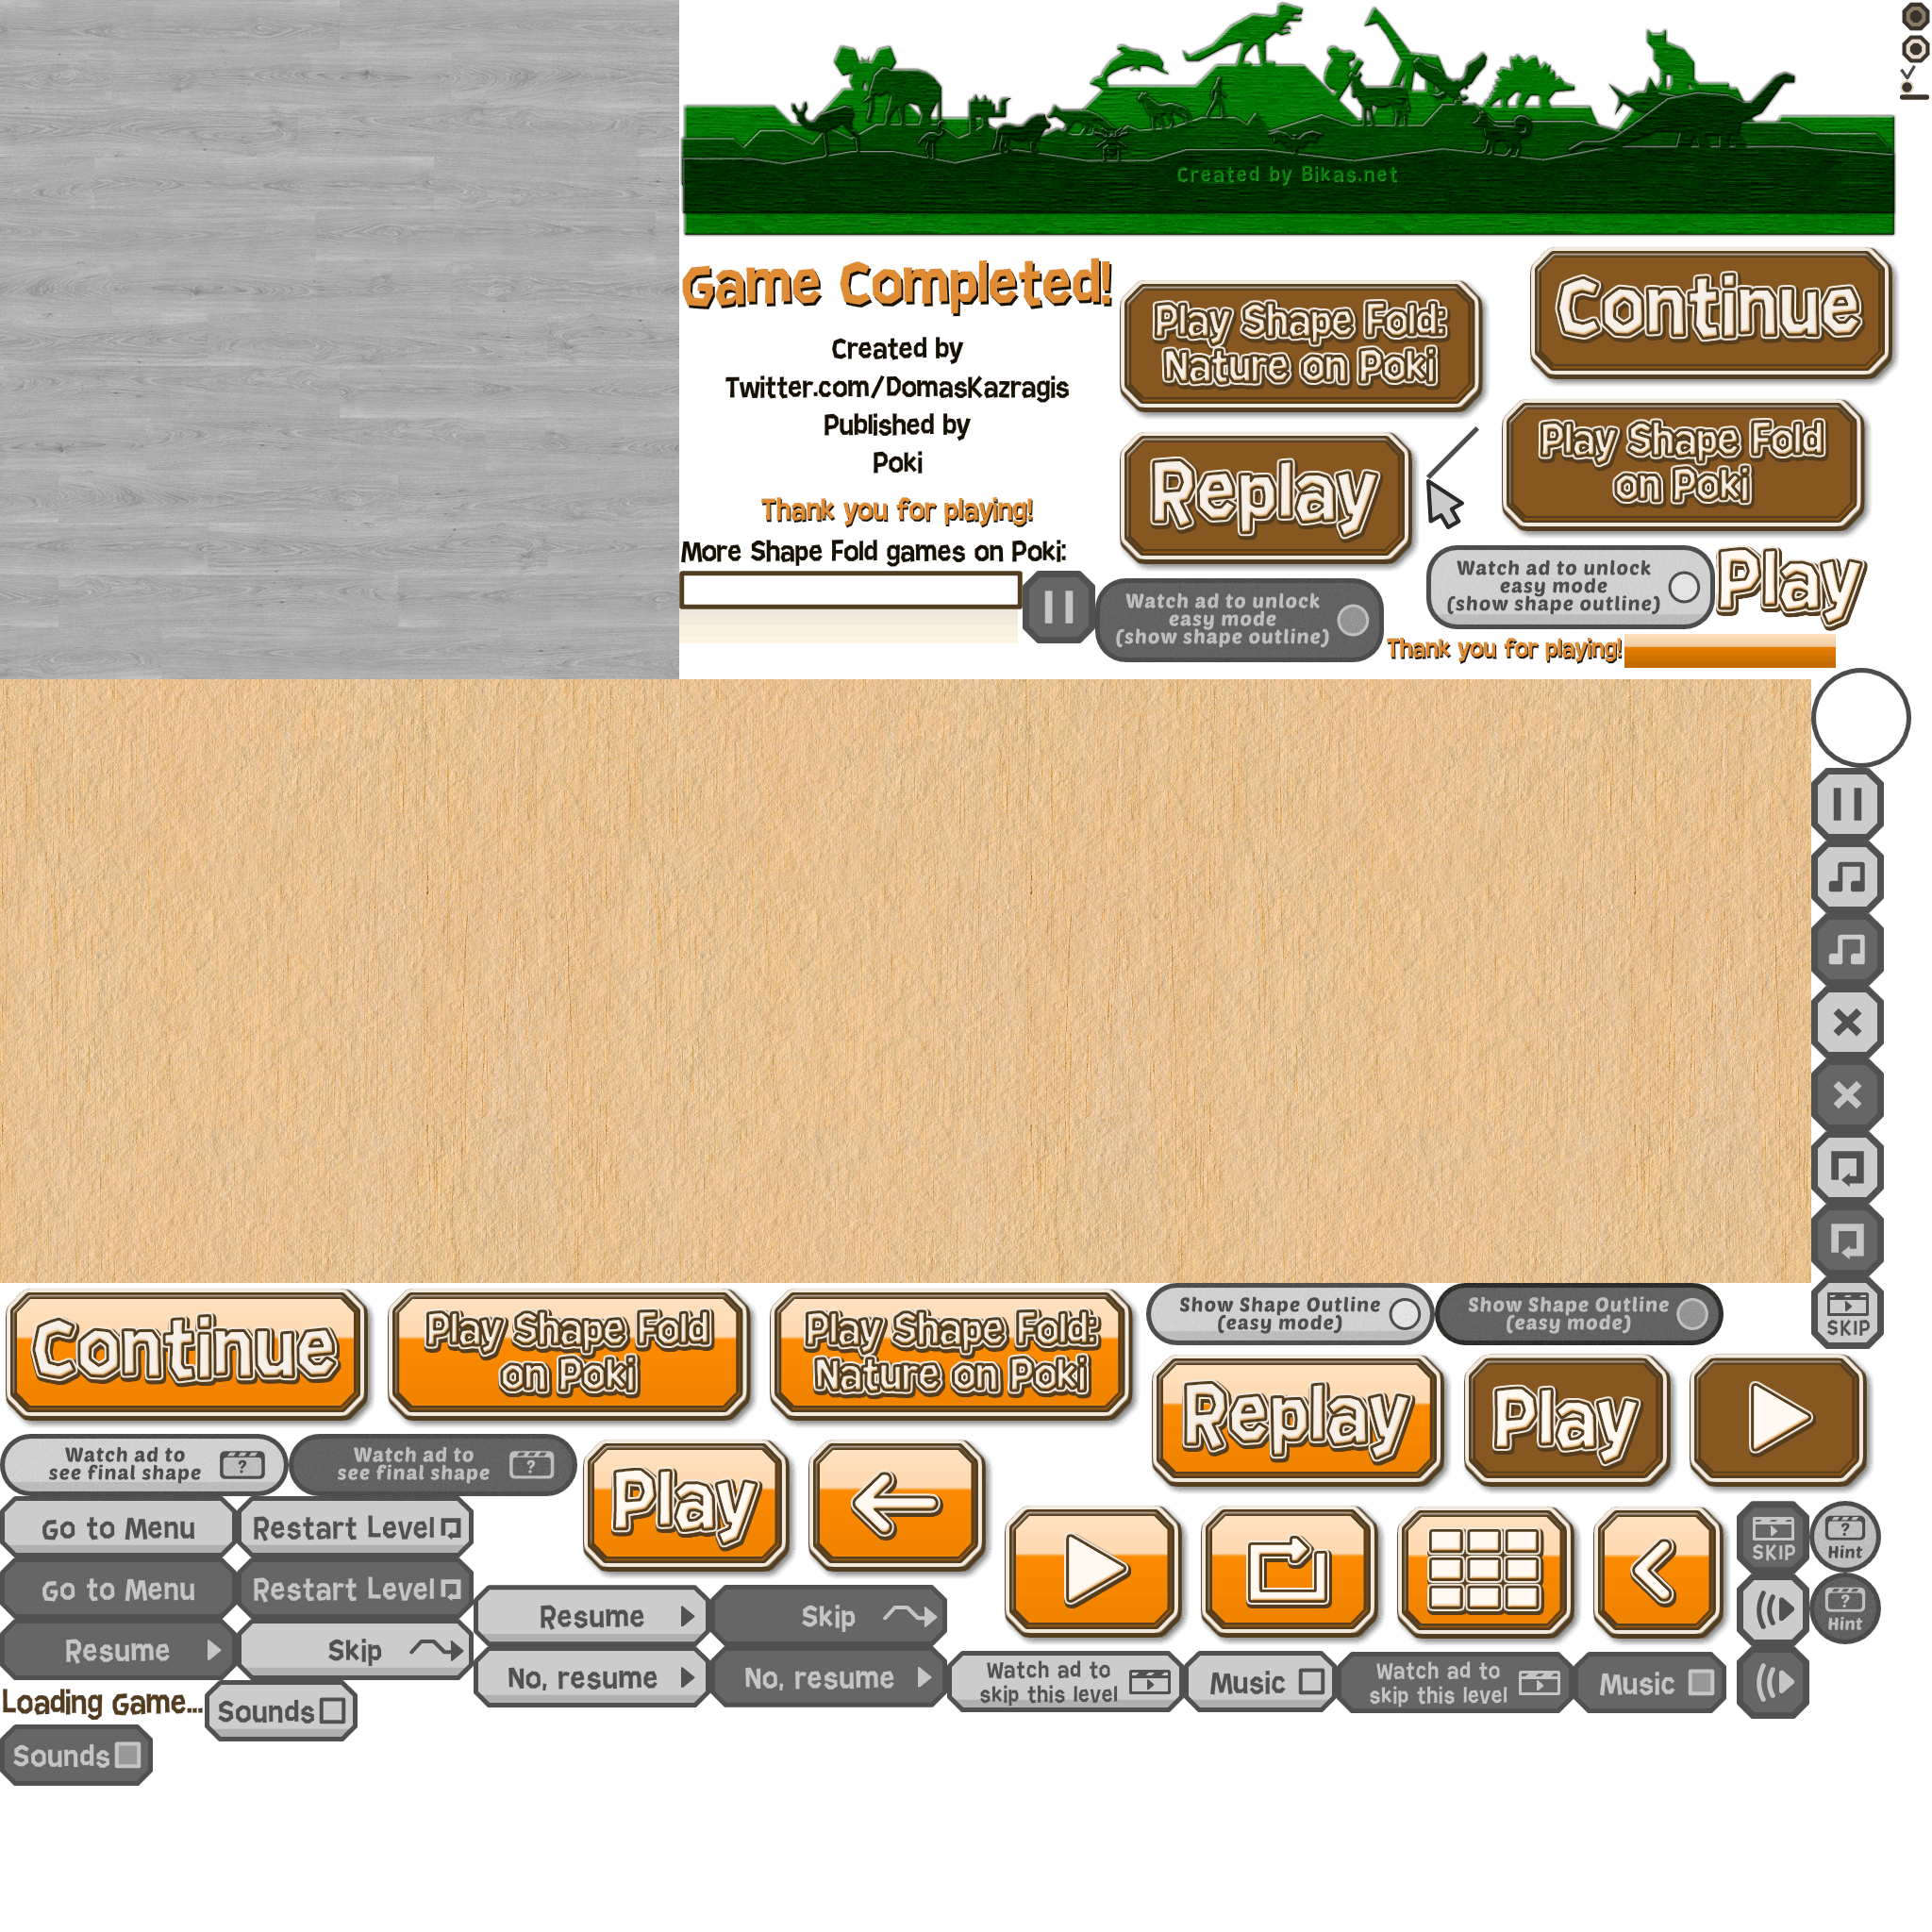 Created by Bikas.net
Game Completed!
Created by
Twitter.com/DomasKazragis
Published by
Poki
Thank you for playing!
More Shape Fold games on Poki:
Play Shape Fold:
Nature on Poki
Continue
Replay
Play Shape Fold
on Poki
Watch ad to unlock
easy mode
(show shape outline)
Watch ad to unlock
easy mode
(show shape outline)
Play
Thank you for playing!
SKIP
Continue
Play Shape Fold
on Poki
Play Shape Fold:
Nature on Poki
Show Shape Outline
(easy mode)
Show Shape Outline
(easy mode)
Replay
Play
Watch ad to
see final shape
?
Watch ad to
see final shape
?
Play
Go to Menu
Restart Level
Go to Menu
Restart Level
Resume
Skip
Resume
Skip
No, resume
No, resume
Watch ad to
skip this level
Music
Watch ad to
skip this level
Music
SKIP
?
Hint
?
Hint
Loading Game...
Sounds
Sounds